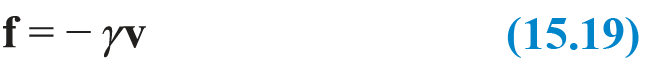 f = − γv (15.19)